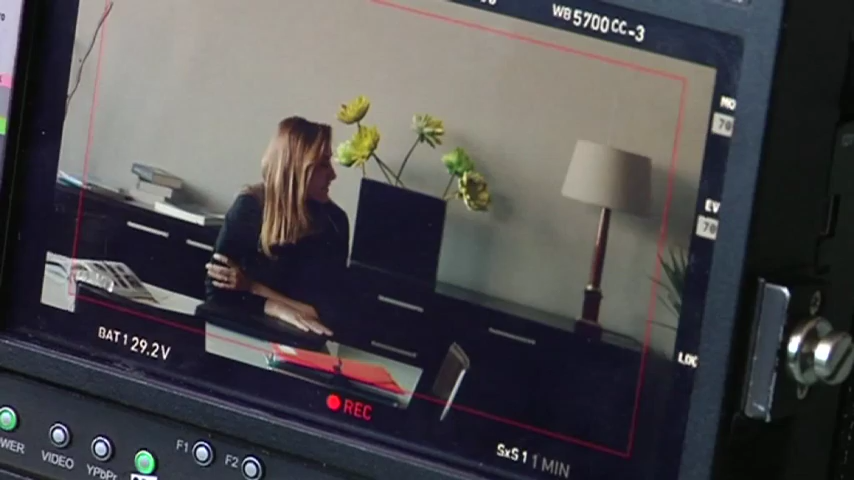 WB 5700 CC -3
MO
70
EV
70
LOG
BAT 1 29.2V
REC
SxS 1 1 MIN
VIDEO
YPbPr
F1
F2